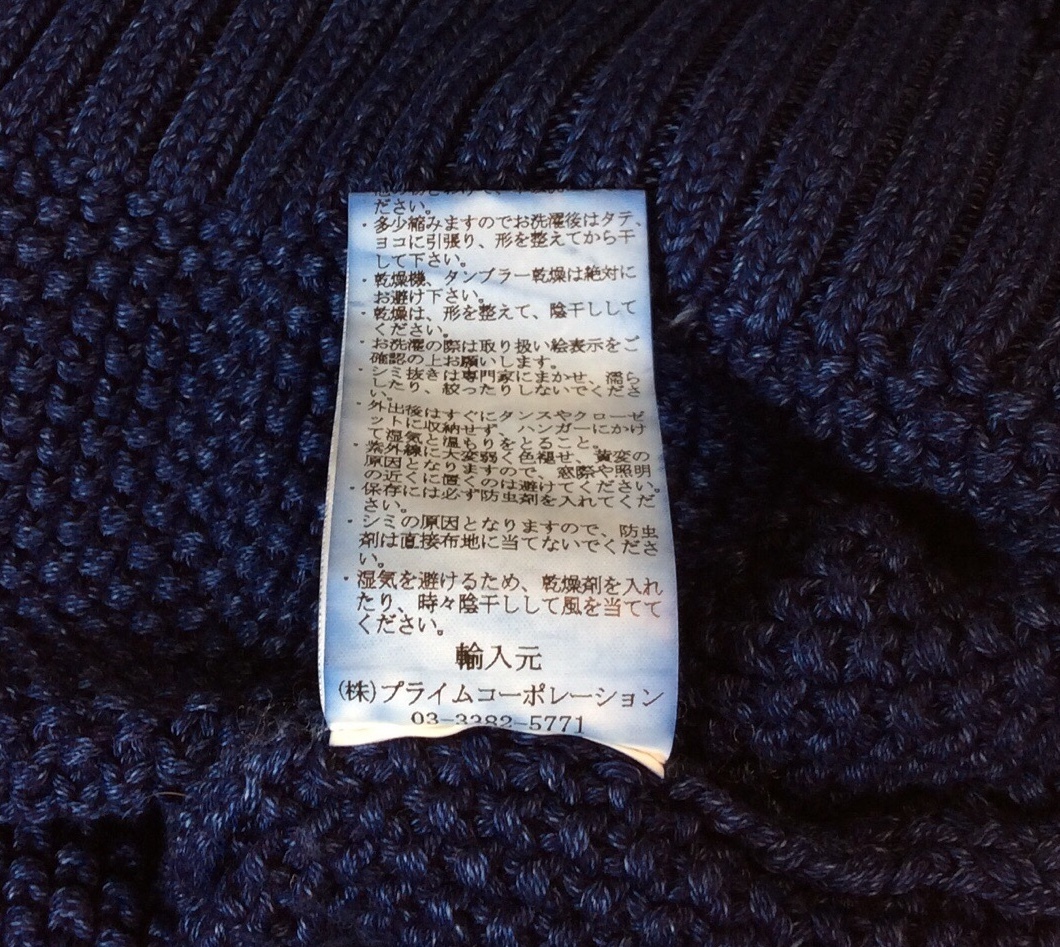 ださい。
・多少縮みますのでお洗濯後はタテ、
ヨコに引張り、形を整えてから干
して下さい。
・乾燥機、タンブラー乾燥は絶対に
お避け下さい。
・乾燥は、形を整えて、陰干しして
ください。
・お洗濯の際は取り扱い絵表示をご
確認の上お願いします。
・シミ抜きは専門家にまかせ、濡ら
したり、絞ったりしないでくださ
い。
・外出後はすぐにタンスやクローゼ
ットに収納せず、ハンガーにかけ
て湿気と温もりをとること。
・紫外線に大変弱く色褪せ、黄変の
原因となりますので、窓際や照明
の近くに置くのは避けてください。
・保存には必ず防虫剤を入れてくだ
さい。
・シミの原因となりますので、防虫
剤は直接布地に当てないでくださ
い。
・湿気を避けるため、乾燥剤を入れ
たり、時々陰干しして風を当てて
ください。
輸入元
(株)プライムコーポレーション
03-3382-5771